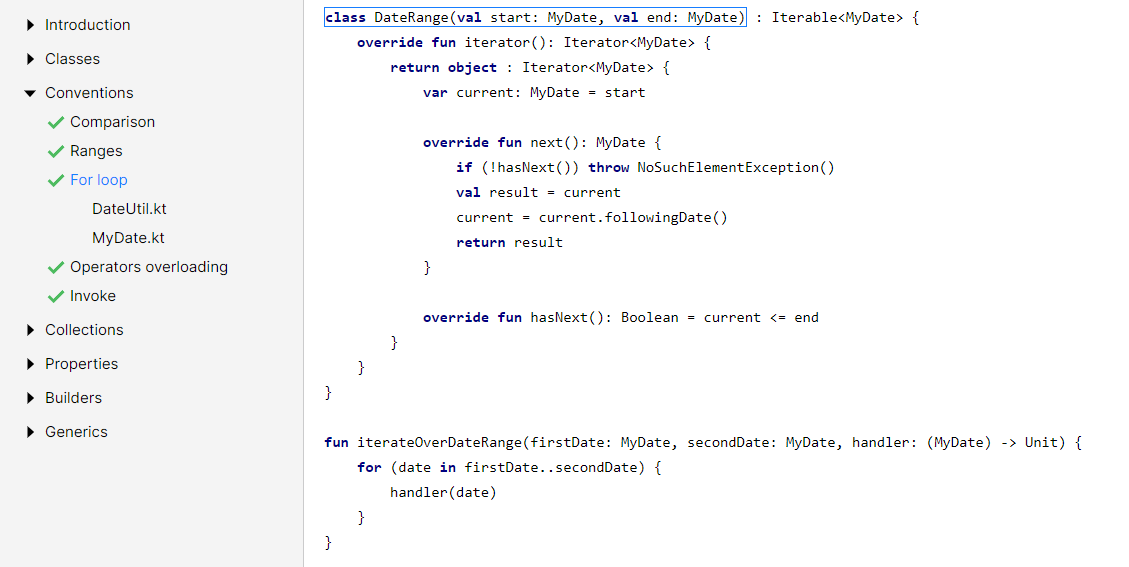 Introduction
Classes
Conventions
Comparison
Ranges
For loop
DateUtil.kt
MyDate.kt
Operators overloading
Invoke
Collections
Properties
Builders
Generics
class DateRange(val start: MyDate, val end: MyDate) : Iterable<MyDate> {
    override fun iterator(): Iterator<MyDate> {
        return object : Iterator<MyDate> {
            var current: MyDate = start

            override fun next(): MyDate {
                if (!hasNext()) throw NoSuchElementException()
                val result = current
                current = current.followingDate()
                return result
            }

            override fun hasNext(): Boolean = current <= end
        }
    }
}

fun iterateOverDateRange(firstDate: MyDate, secondDate: MyDate, handler: (MyDate) -> Unit) {
    for (date in firstDate..secondDate) {
        handler(date)
    }
}